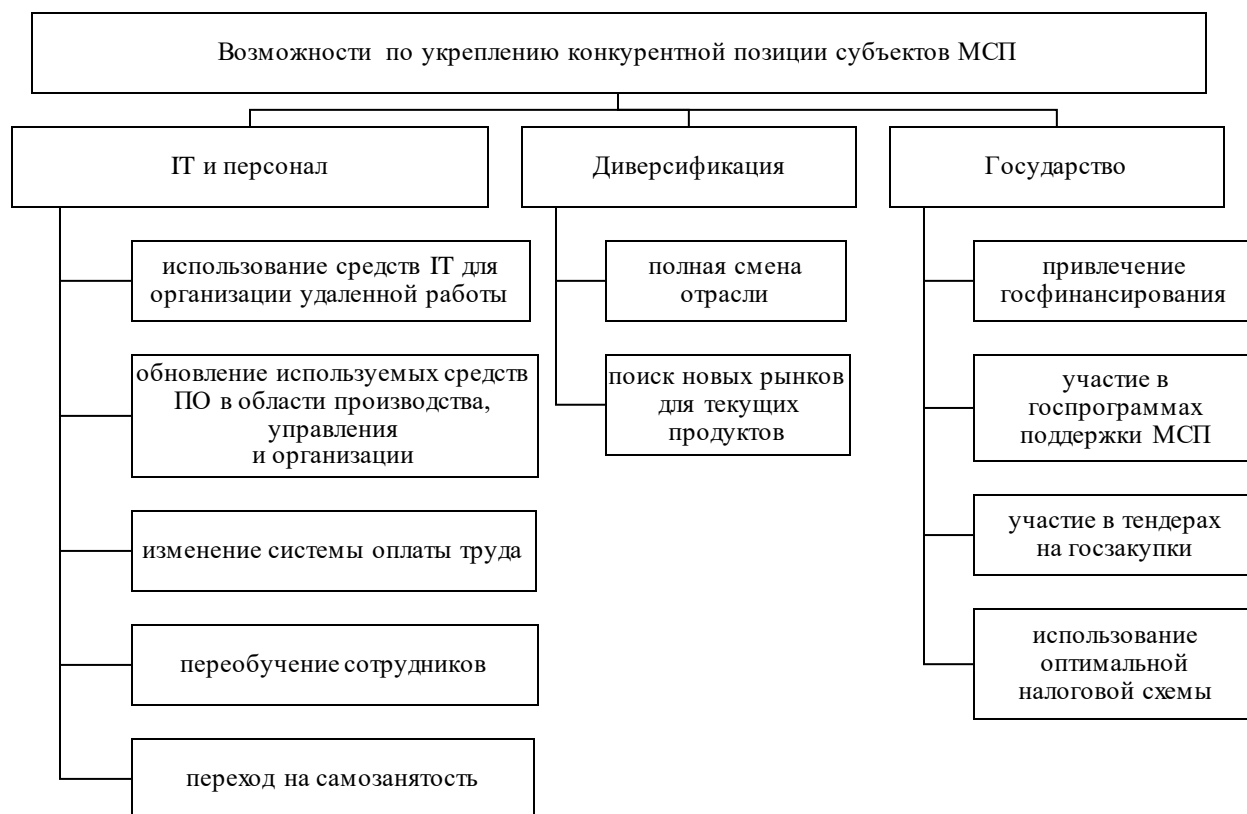 Возможности по укреплению конкурентной позиции субъектов МСП
IT и персонал
использование средств IT для
организации удаленной работы
обновление используемых средств
ПО в области производства,
управления
и организации
изменение системы оплаты труда
переобучение сотрудников
переход на самозанятость
Диверсификация
полная смена
отрасли
поиск новых рынков
для текущих
продуктов
Государство
привлечение
госфинансирования
участие в
госпрограммах
поддержки МСП
участие в тендерах
на госзакупки
использование
оптимальной
налоговой схемы